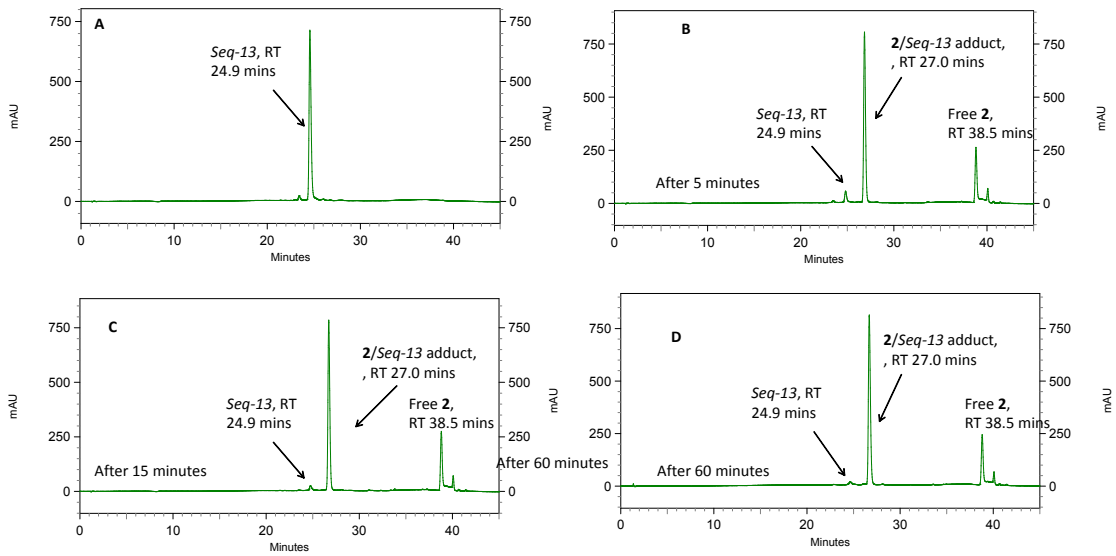 A
Seq-13, RT
24.9 mins
750
500
250
0
750
500
250
0
mAU
mAU
0 10 20 30 40
Minutes
B
2/Seq-13 adduct,
, RT 27.0 mins
Seq-13, RT
24.9 mins
Free 2,
RT 38.5 mins
After 5 minutes
750
500
250
0
750
500
250
0
mAU
mAU
0 10 20 30 40
Minutes
C
2/Seq-13 adduct,
, RT 27.0 mins
Seq-13, RT
24.9 mins
Free 2,
RT 38.5 mins
After 15 minutes
After 60 minutes
750
500
250
0
750
500
250
0
mAU
mAU
0 10 20 30 40
Minutes
D
2/Seq-13 adduct,
, RT 27.0 mins
Seq-13, RT
24.9 mins
Free 2,
RT 38.5 mins
After 60 minutes
750
500
250
0
750
500
250
0
mAU
0 10 20 30 40
Minutes